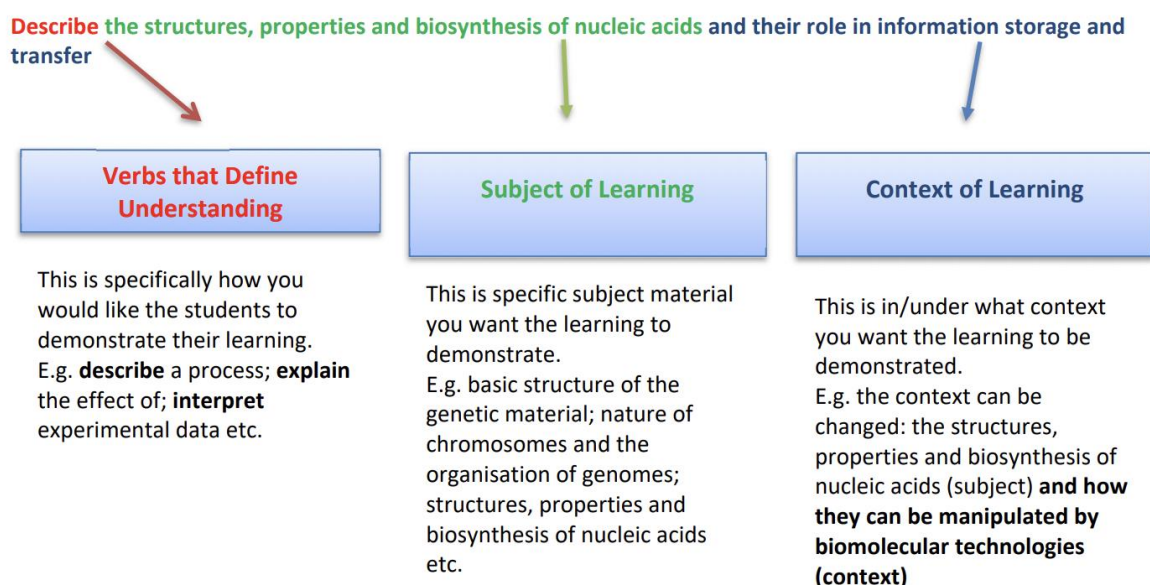 Describe the structures, properties and biosynthesis of nucleic acids and their role in information storage and
transfer
Verbs that Define
Understanding
This is specifically how you
would like the students to
demonstrate their learning.
E.g. describe a process; explain
the effect of; interpret
experimental data etc.
Subject of Learning
This is specific subject material
you want the learning to
demonstrate.
E.g. basic structure of the
genetic material; nature of
chromosomes and the
organisation of genomes;
structures, properties and
biosynthesis of nucleic acids
etc.
Context of Learning
This is in/under what context
you want the learning to be
demonstrated.
E.g. the context can be
changed: the structures,
properties and biosynthesis of
nucleic acids (subject) and how
they can be manipulated by
biomolecular technologies
(context)